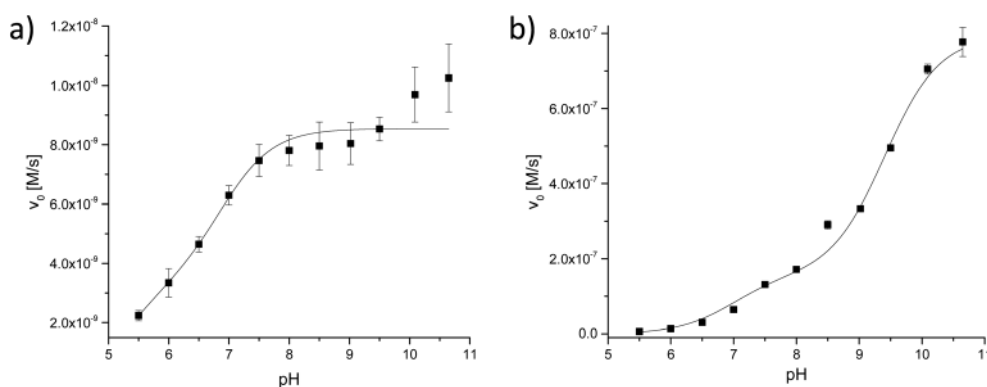 a)
1.2x10⁻⁸
1.0x10⁻⁸
8.0x10⁻⁹
6.0x10⁻⁹
4.0x10⁻⁹
2.0x10⁻⁹
v₀ [M/s]
5 6 7 8 9 10 11
pH
b)
8.0x10⁻⁷
6.0x10⁻⁷
4.0x10⁻⁷
2.0x10⁻⁷
0.0
v₀ [M/s]
5 6 7 8 9 10 11
pH